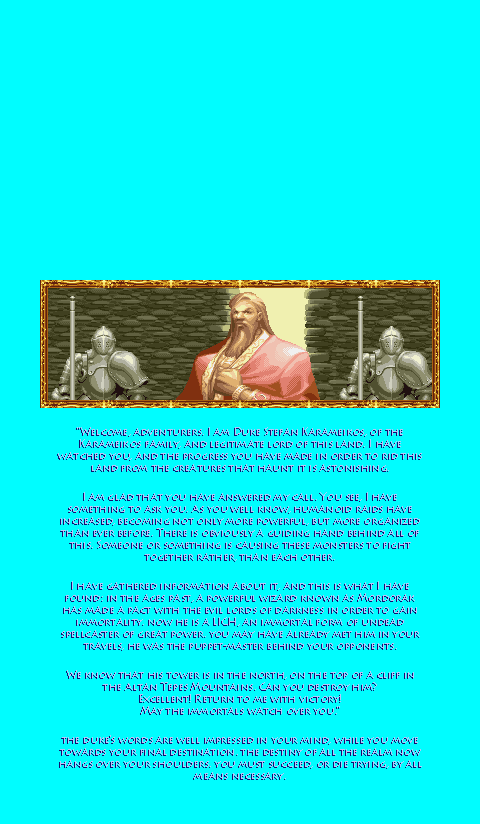 "Welcome, adventurers. I am Duke Stefan Karameikos, of the
Karameikos family, and legitimate lord of this land. I have
watched you, and the progress you have made in order to rid this
land from the creatures that haunt it is astonishing.
I am glad that you have answered my call. You see, I have
something to ask you. As you well know, humanoid raids have
increased, becoming not only more powerful, but more organized
than ever before. There is obviously a guiding hand behind all of
this. Someone or something is causing these monsters to fight
together rather, than each other.
I have gathered information about it, and this is what I have
found: in the ages past, a powerful wizard known as Mordorar
has made a pact with the evil lords of darkness in order to gain
immortality. Now he is a LICH, an immortal form of undead
spellcaster of great power. You may have already met him in your
travels, he was the puppet-master behind your opponents.
We know that his tower is in the north, on the top of a cliff in
the Altan Tepes Mountains. Can you destroy him?
Excellent! Return to me with victory!
May the immortals watch over you."
The Duke's words are well impressed in your mind, while you move
towards your final destination. The destiny of all the realm now
hangs over your shoulders. You must succeed, or die trying, by all
means necessary.